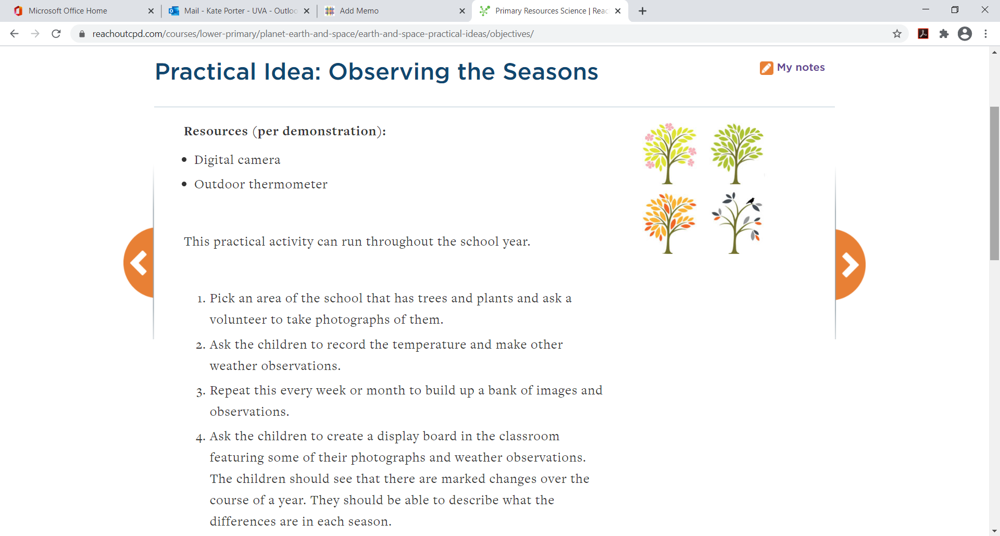 Microsoft Office Home
Mail - Kate Porter - UVA - Outloo
Add Memo
Primary Resources Science | Reac
reachoutcpd.com/courses/lower-primary/planet-earth-and-space/earth-and-space-practical-ideas/objectives/
Practical Idea: Observing the Seasons
My notes
Resources (per demonstration):
• Digital camera
• Outdoor thermometer
This practical activity can run throughout the school year.
1. Pick an area of the school that has trees and plants and ask a
volunteer to take photographs of them.
2. Ask the children to record the temperature and make other
weather observations.
3. Repeat this every week or month to build up a bank of images and
observations.
4. Ask the children to create a display board in the classroom
featuring some of their photographs and weather observations.
The children should see that there are marked changes over the
course of a year. They should be able to describe what the
differences are in each season.